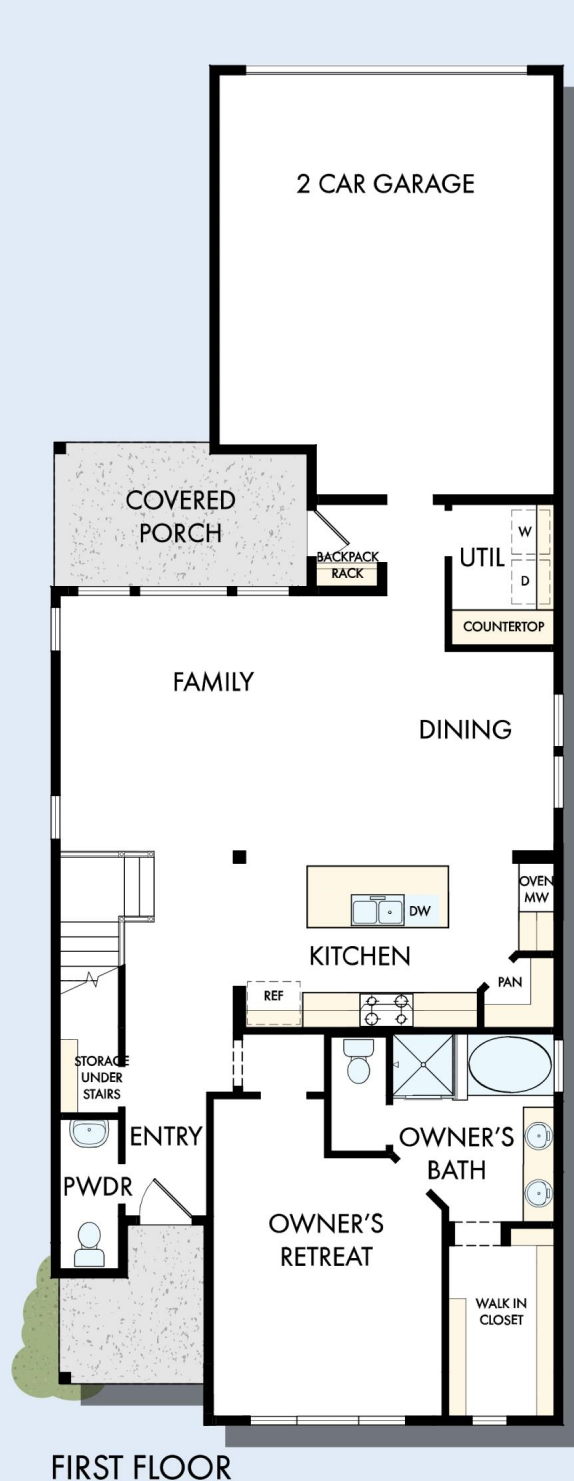 2 CAR GARAGE
COVERED
PORCH
BACKPACK
RACK
W
UTIL
D
COUNTERTOP
FAMILY
DINING
OVEN
MW
DW
KITCHEN
PAN
REF
STORAGE
UNDER
STAIRS
ENTRY
OWNER'S
BATH
PWDR
OWNER'S
RETREAT
WALK IN
CLOSET
FIRST FLOOR